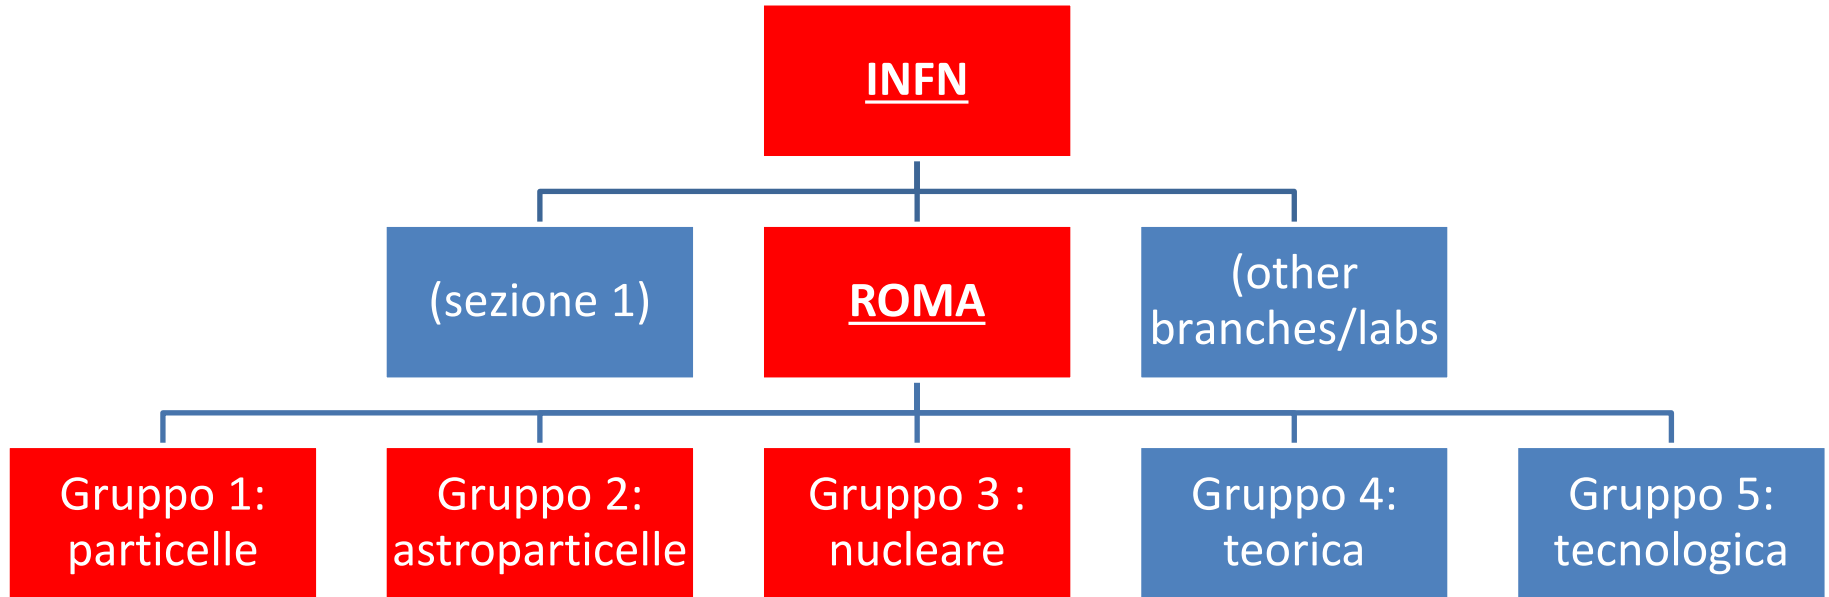 INFN
(sezione 1)
ROMA
(other
branches/labs
Gruppo 1:
particelle
Gruppo 2:
astroparticelle
Gruppo 3 :
nucleare
Gruppo 4:
teorica
Gruppo 5:
tecnologica